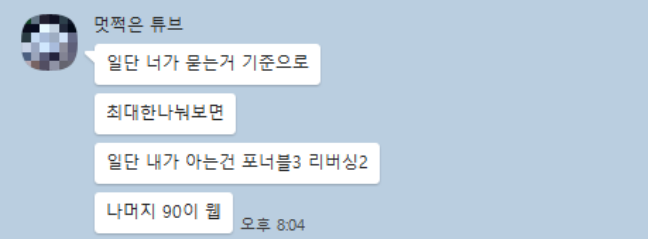 멋쩍은 튜브
일단 너가 묻는거 기준으로
최대한나눠보면
일단 내가 아는건 포너블3 리버싱2
나머지 90이 웹
오후 8:04